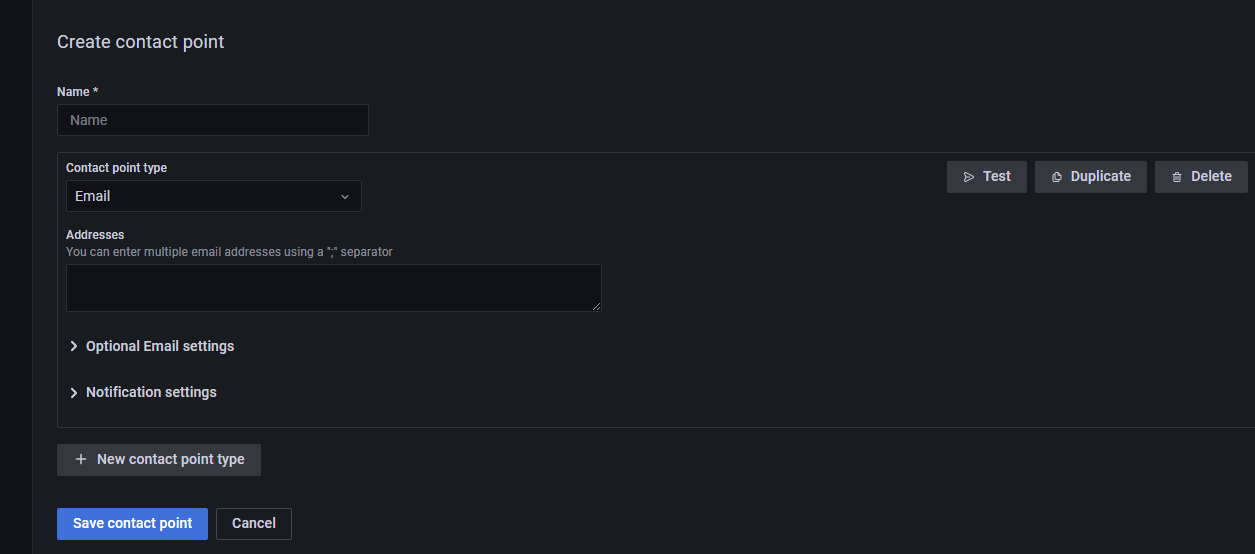 Create contact point
Name *
Name
Contact point type
Test
Duplicate
Delete
Email
Addresses
You can enter multiple email addresses using a ";" separator
Optional Email settings
Notification settings
New contact point type
Save contact point
Cancel